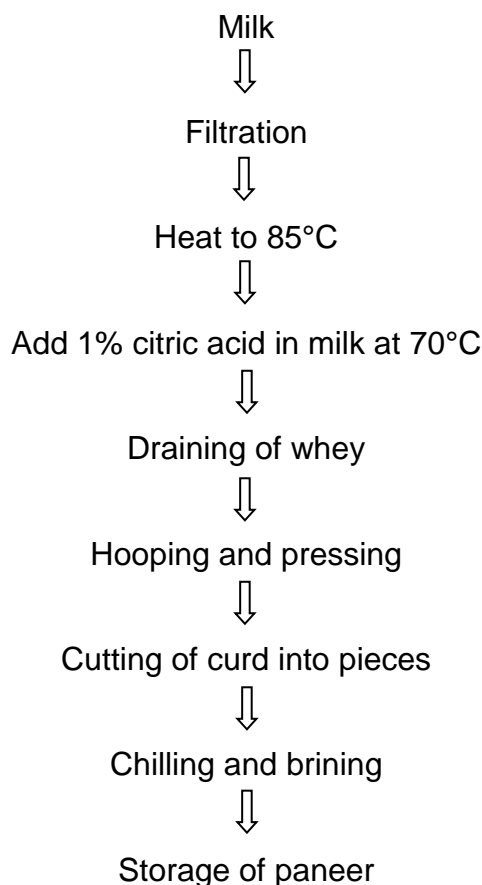 Milk
Filtration
Heat to 85°C
Add 1% citric acid in milk at 70°C
Draining of whey
Hooping and pressing
Cutting of curd into pieces
Chilling and brining
Storage of paneer